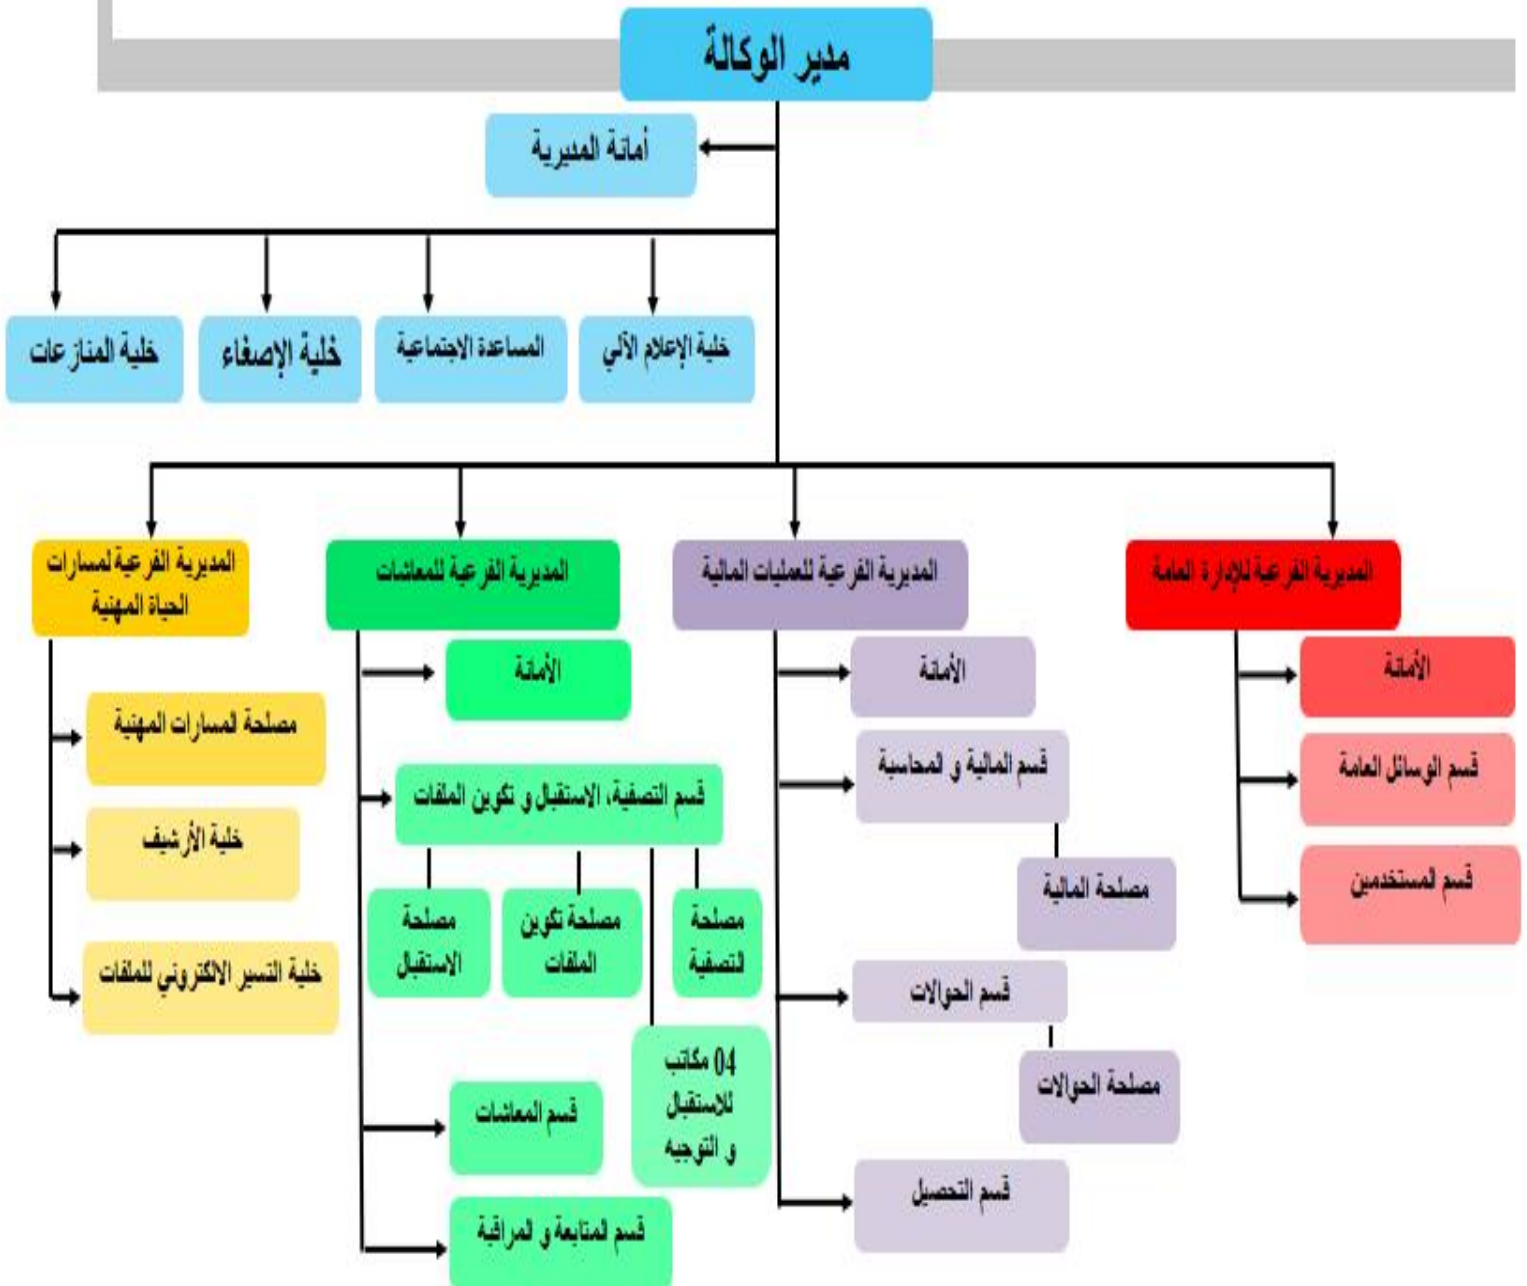 مدير الوكالة
أمانة المديرية
خلية الإعلام الآلي
المساعدة الاجتماعية
خلية الإصغاء
خلية المنازعات
المديرية الفرعية للإدارة العامة
الأمانة
قسم الوسائل العامة
قسم المستخدمين
المديرية الفرعية للعمليات المالية
الأمانة
قسم المالية و المحاسبة
مصلحة المالية
قسم الحوالات
مصلحة الحوالات
قسم التحصيل
المديرية الفرعية للمعاشات
الأمانة
قسم التصفية، الاستقبال و تكوين الملفات
مصلحة
التصفية
04 مكاتب
للاستقبال
و التوجيه
مصلحة تكوين
الملفات
مصلحة
الاستقبال
قسم المعاشات
قسم المتابعة و المراقبة
المديرية الفرعية لمسارات
الحياة المهنية
مصلحة المسارات المهنية
خلية الأرشيف
خلية التسير الالكتروني للملفات